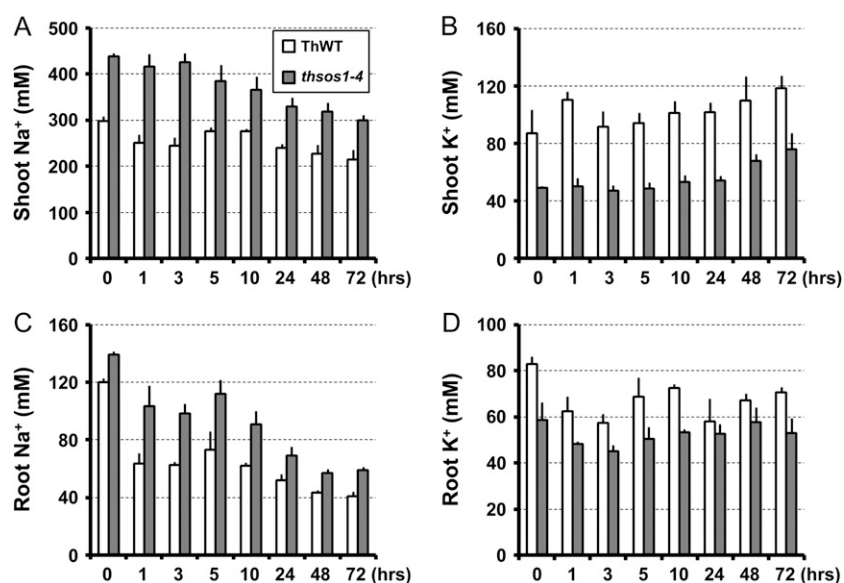 A
500
400
300
200
100
0
Shoot Na⁺ (mM)
ThWT
thsos1-4
0 1 3 5 10 24 48 72 (hrs)
B
160
120
80
40
0
Shoot K⁺ (mM)
0 1 3 5 10 24 48 72 (hrs)
C
160
120
80
40
0
Root Na⁺ (mM)
0 1 3 5 10 24 48 72 (hrs)
D
100
80
60
40
20
0
Root K⁺ (mM)
0 1 3 5 10 24 48 72 (hrs)